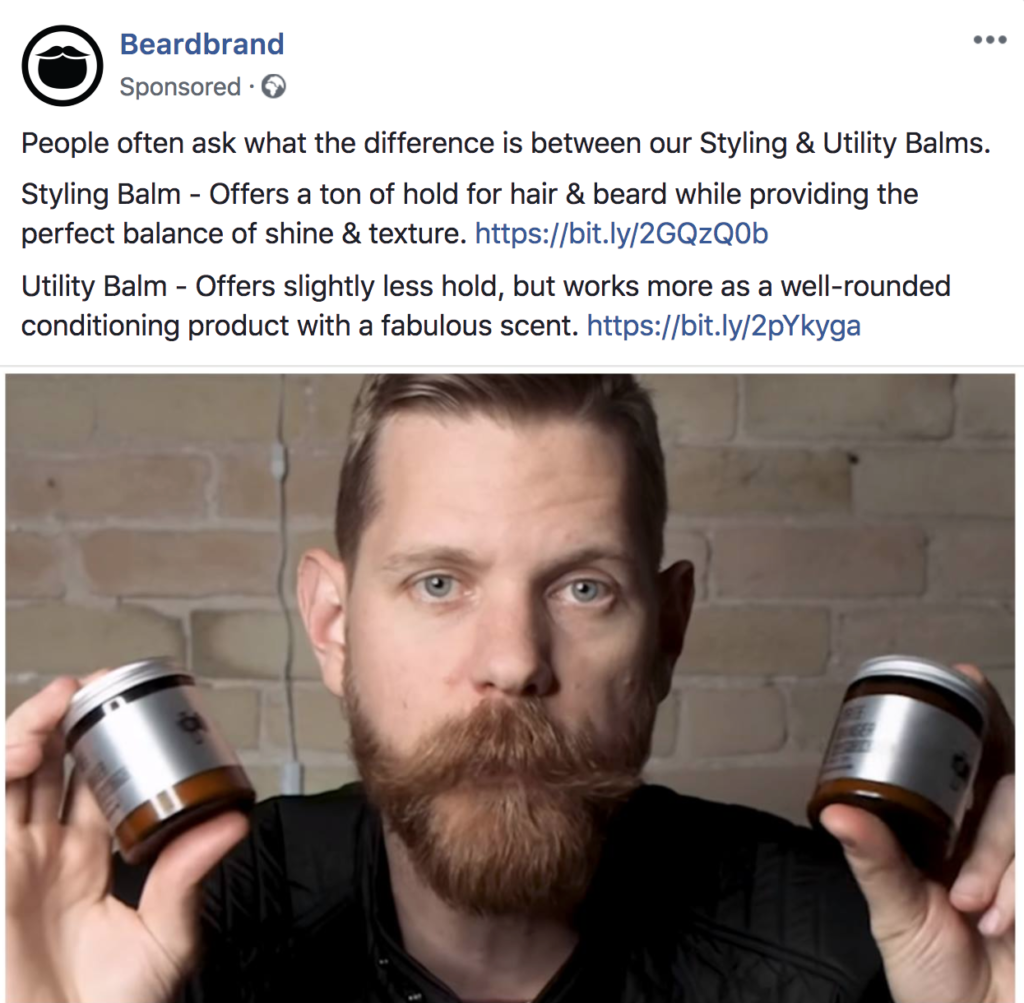 Beardbrand
Sponsored ·
People often ask what the difference is between our Styling & Utility Balms.
Styling Balm - Offers a ton of hold for hair & beard while providing the
perfect balance of shine & texture. https://bit.ly/2GQzQ0b
Utility Balm - Offers slightly less hold, but works more as a well-rounded
conditioning product with a fabulous scent. https://bit.ly/2pYkyga